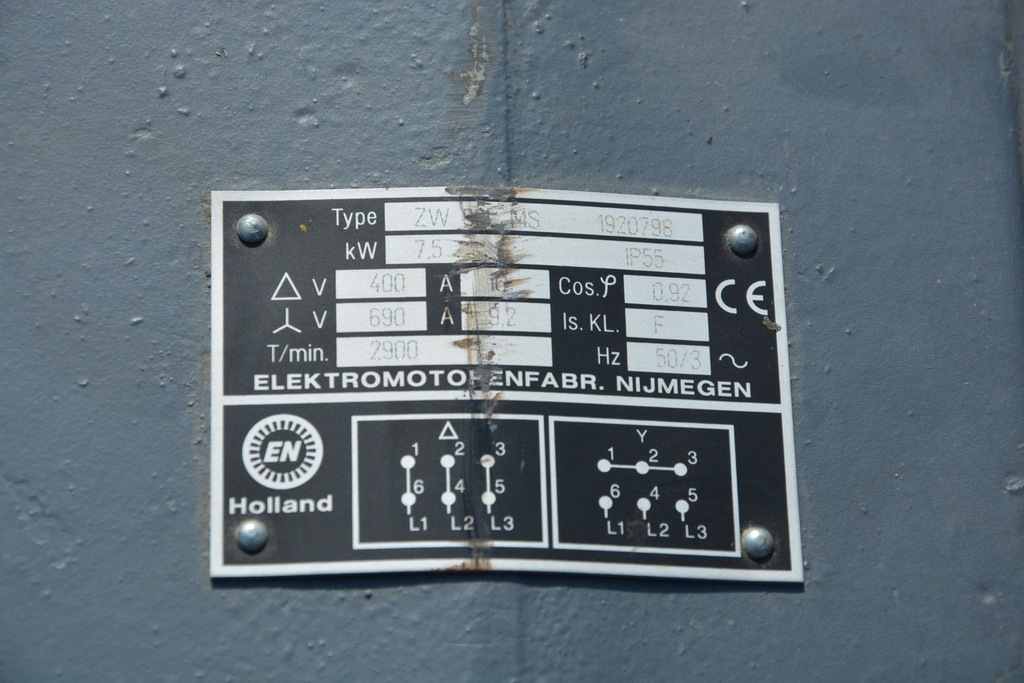 Type ZW MS 1920798
kW 7.5 IP55
△ V 400 A Cos.φ 0.92
⅄ V 690 A 9.2 Is. KL. F
T/min. 2900 Hz 50/3 ~
CE
ELEKTROMOTORENFABR. NIJMEGEN
EN
Holland
△
1 2 3
6 4 5
L1 L2 L3
Y
1 2 3
6 4 5
L1 L2 L3